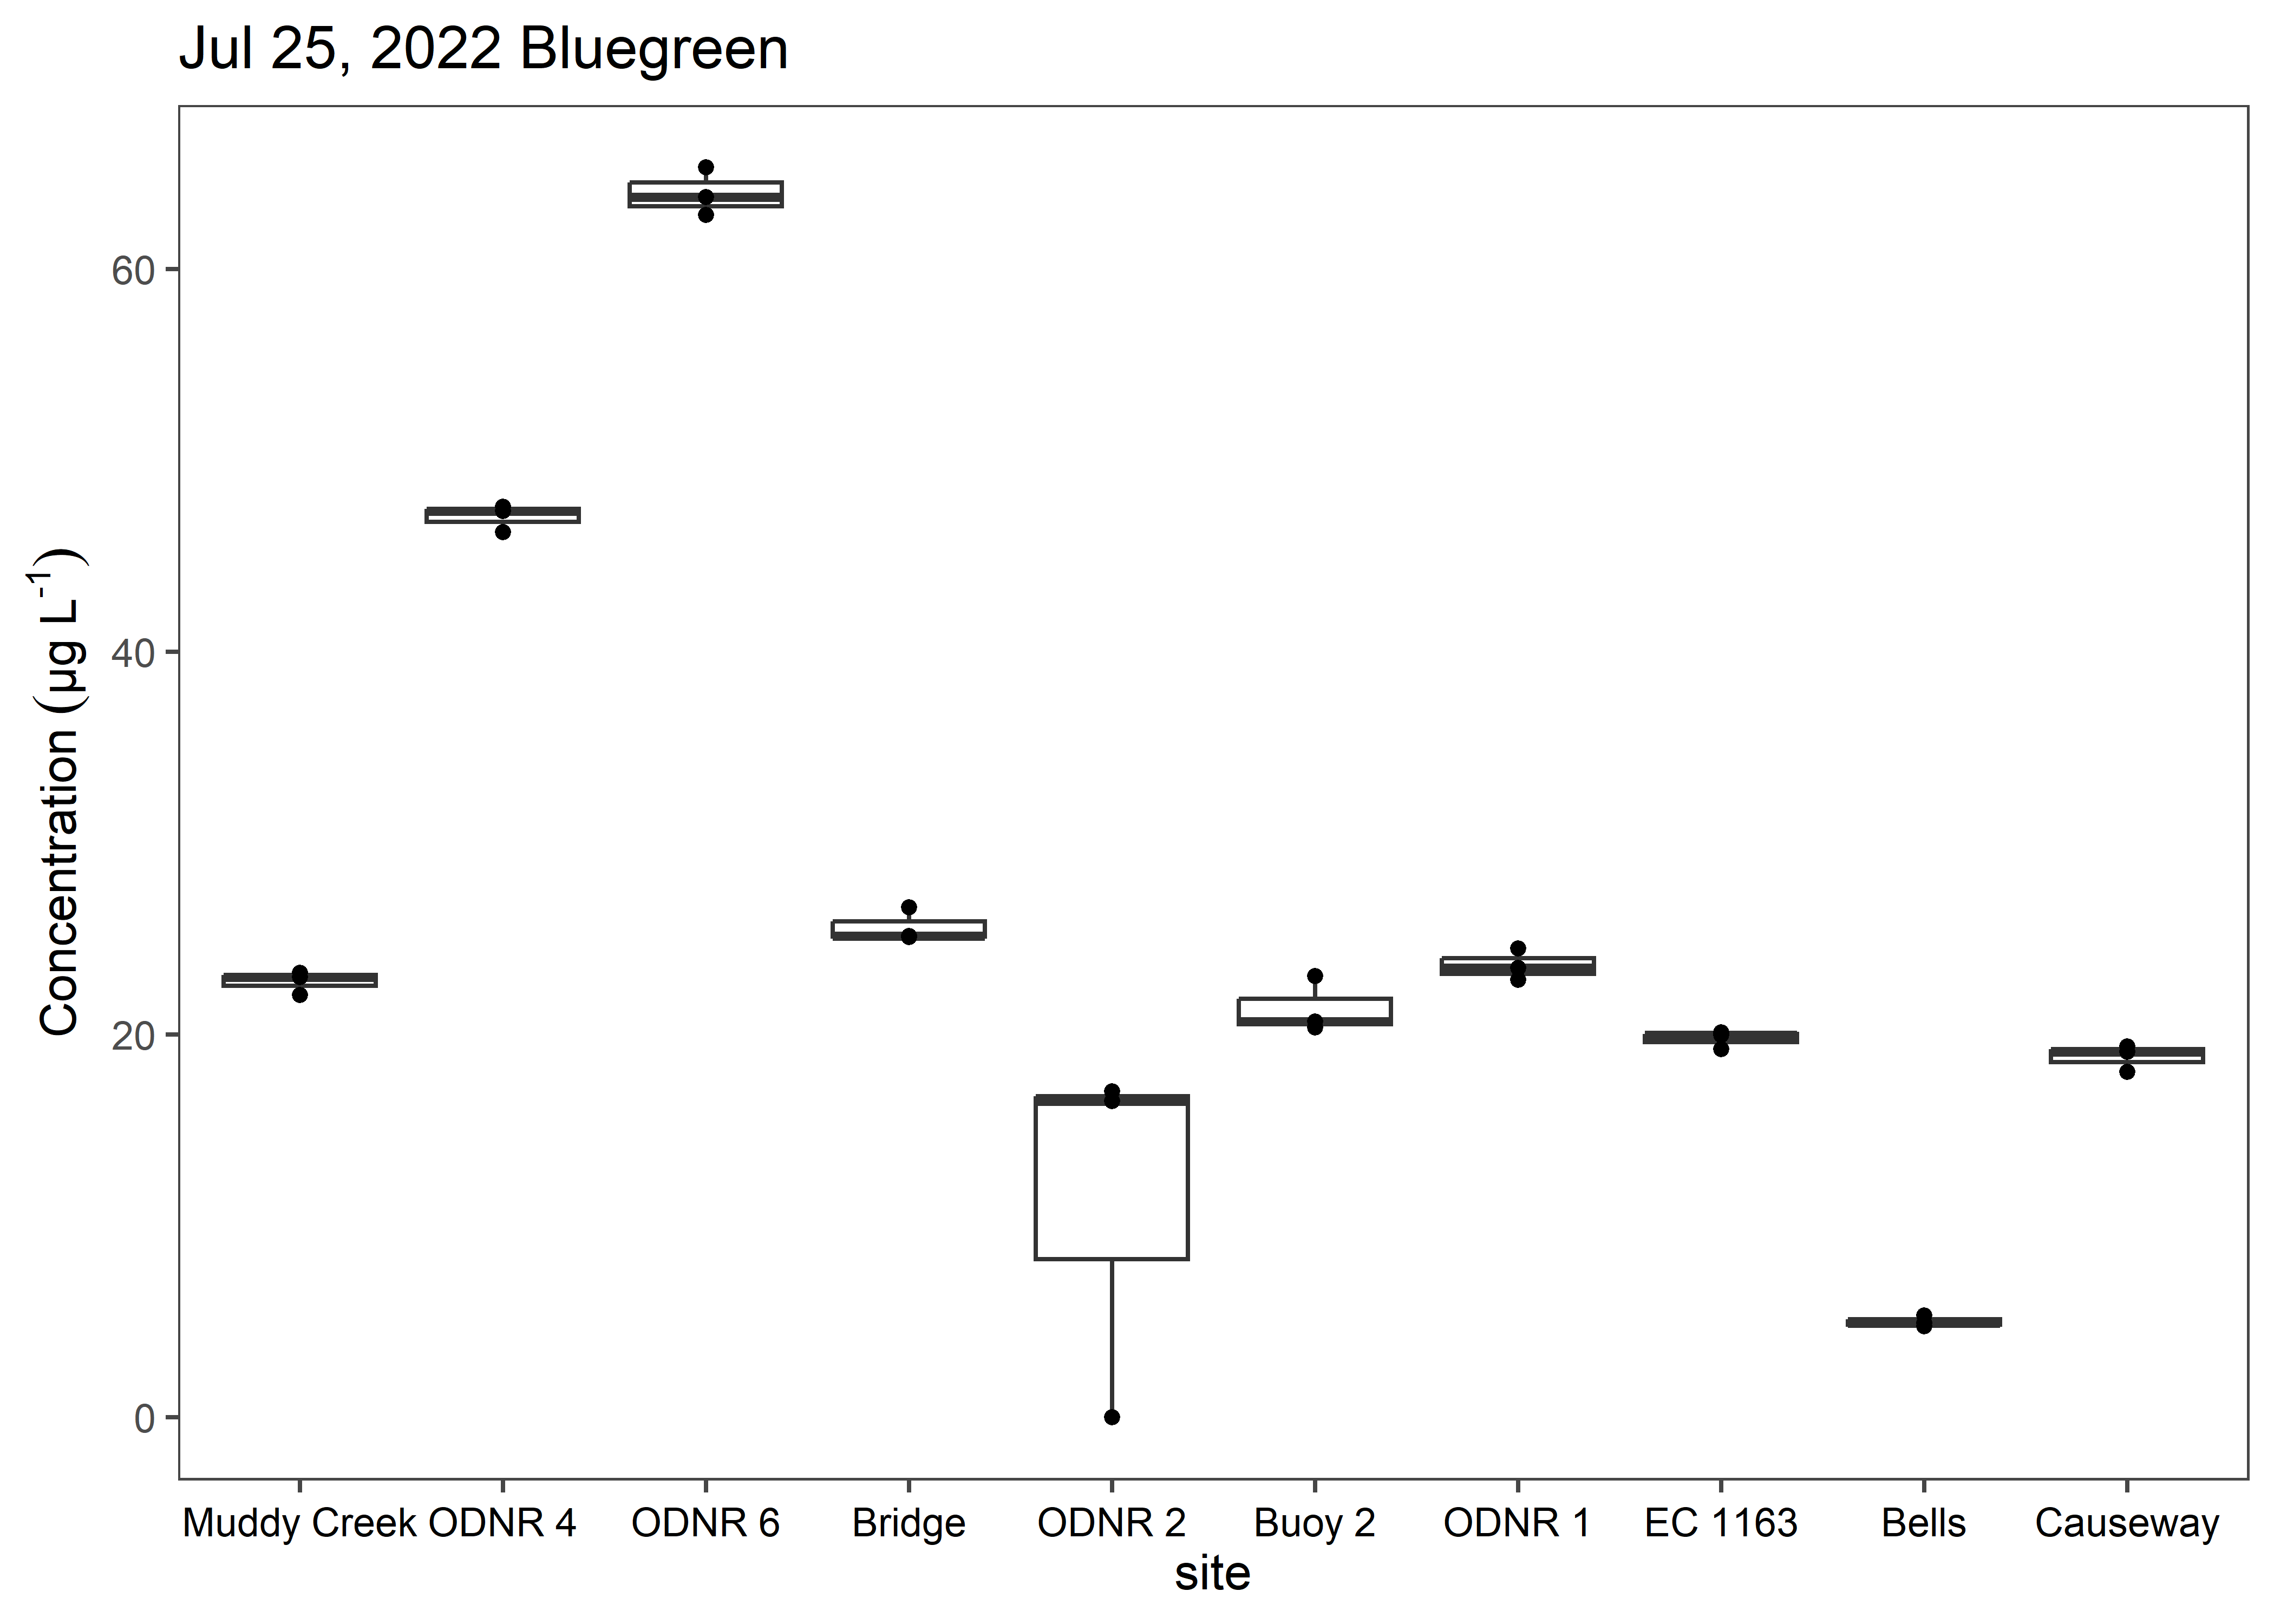 Jul 25, 2022 Bluegreen
Concentration (µg L-1)
60
40
20
0
Muddy Creek ODNR 4 ODNR 6 Bridge ODNR 2 Buoy 2 ODNR 1 EC 1163 Bells Causeway
site